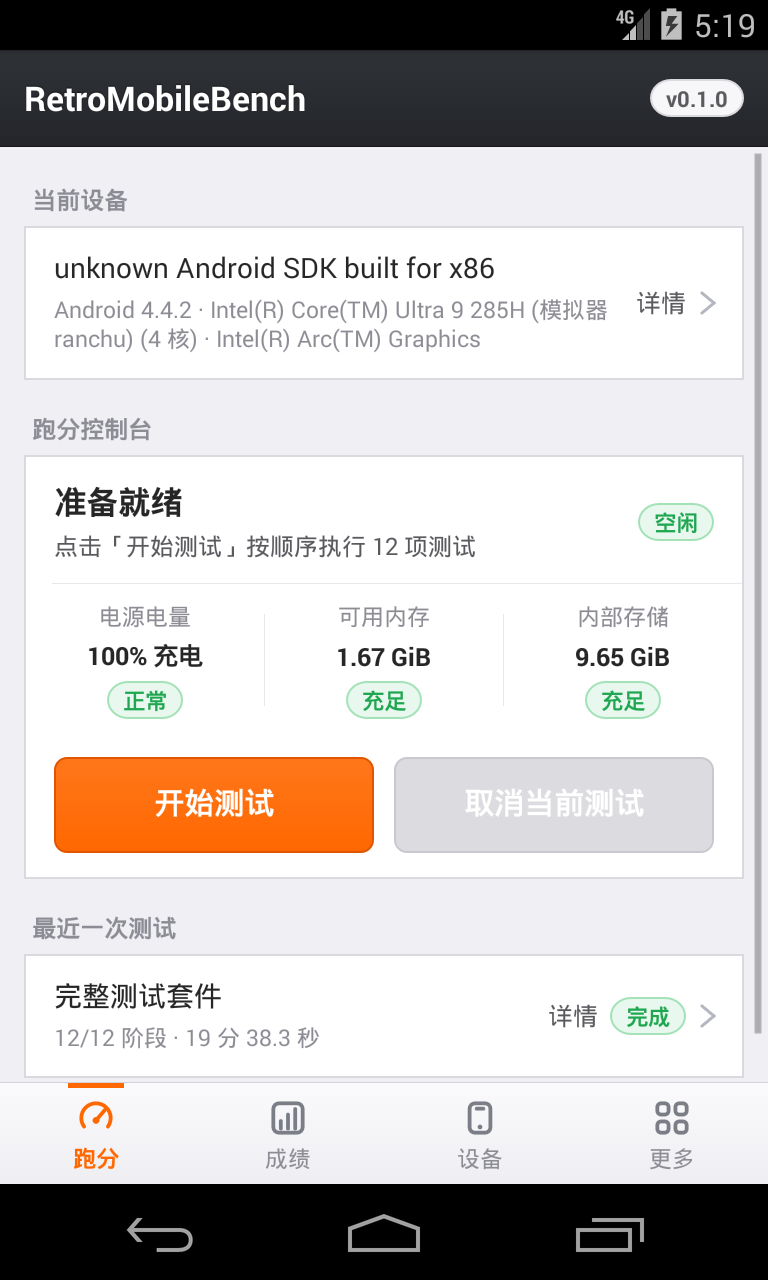 4G 5:19
RetroMobileBench
v0.1.0
当前设备
unknown Android SDK built for x86
Android 4.4.2 · Intel(R) Core(TM) Ultra 9 285H (模拟器
ranchu) (4 核) · Intel(R) Arc(TM) Graphics
详情
跑分控制台
准备就绪
点击「开始测试」按顺序执行 12 项测试
空闲
电源电量
100% 充电
正常
可用内存
1.67 GiB
充足
内部存储
9.65 GiB
充足
开始测试
取消当前测试
最近一次测试
完整测试套件
12/12 阶段 · 19 分 38.3 秒
详情
完成
跑分
成绩
设备
更多